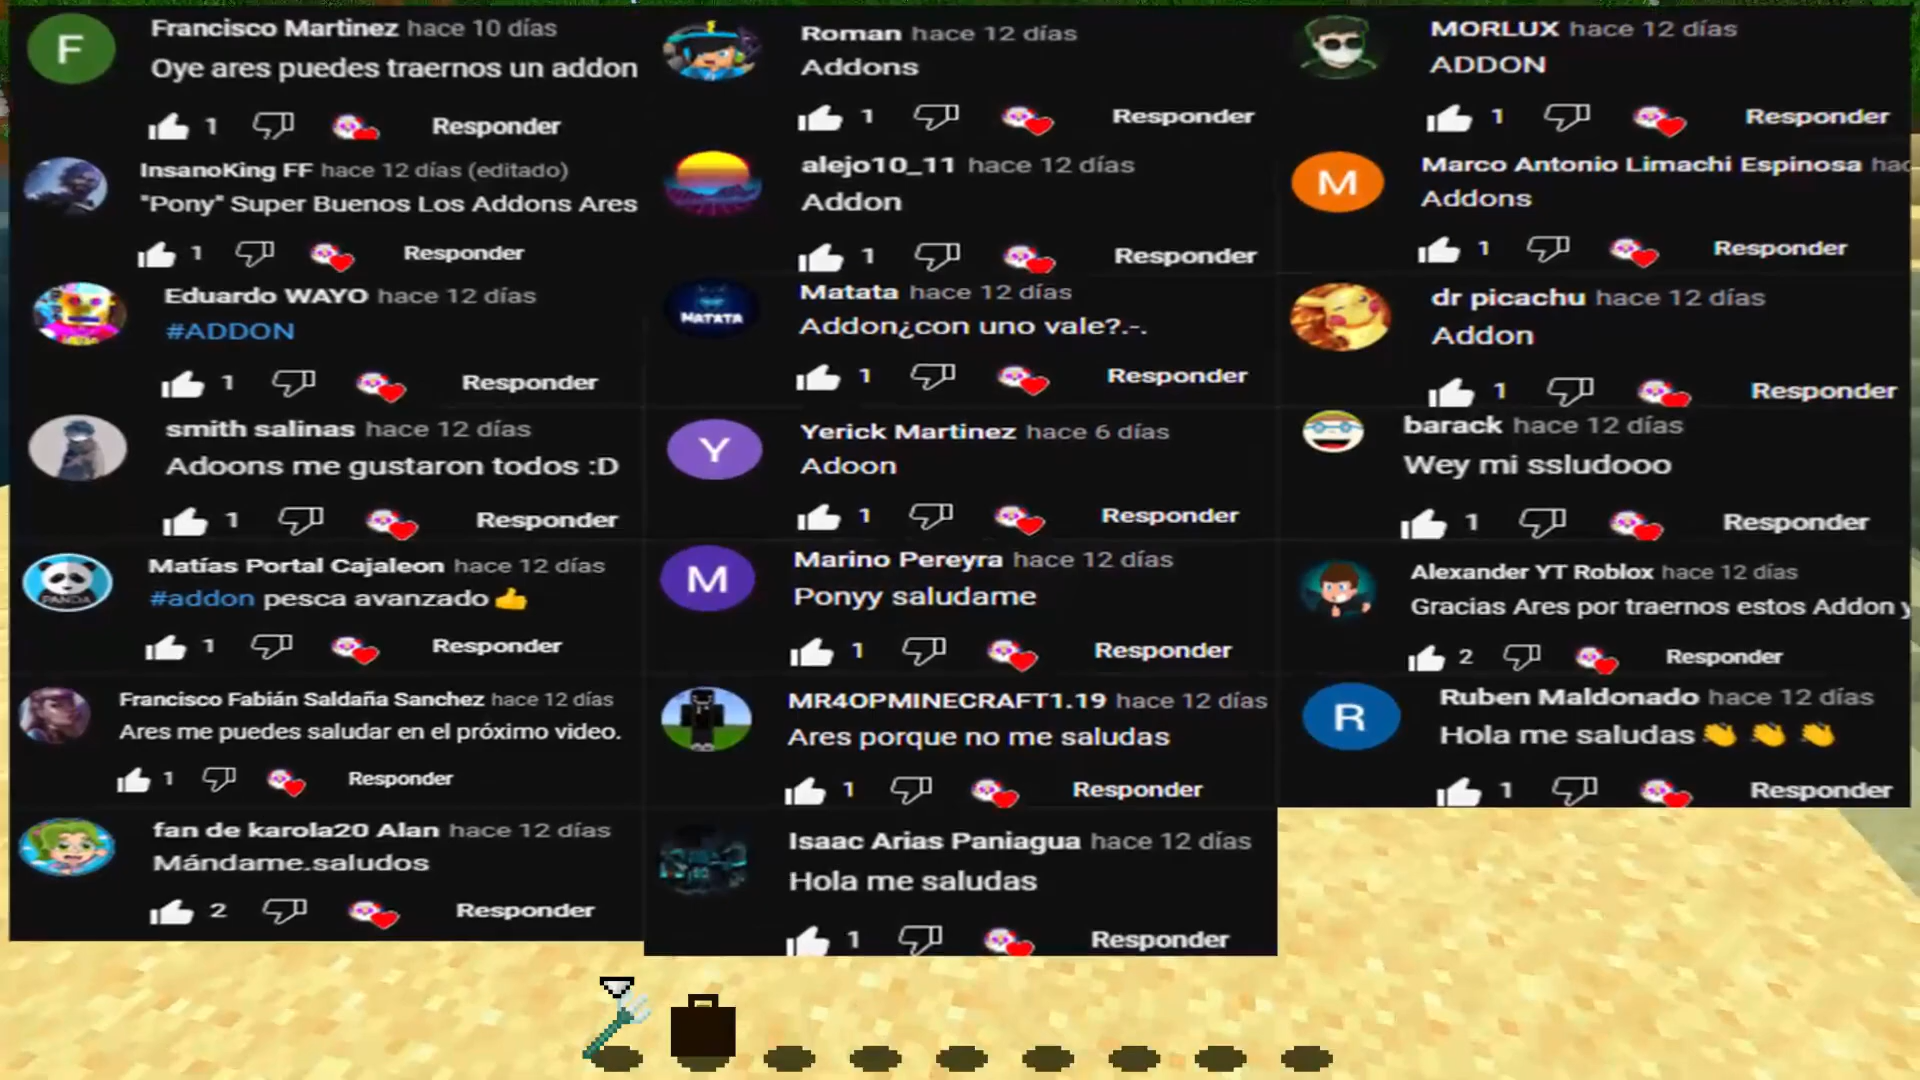 F
Francisco Martinez hace 10 días
Oye ares puedes traernos un addon
1 Responder
InsanoKing FF hace 12 días (editado)
"Pony" Super Buenos Los Addons Ares
1 Responder
Eduardo WAYO hace 12 días
#ADDON
1 Responder
smith salinas hace 12 días
Adoons me gustaron todos :D
1 Responder
PANDA
Matías Portal Cajaleon hace 12 días
#addon pesca avanzado👍
1 Responder
Francisco Fabián Saldaña Sanchez hace 12 días
Ares me puedes saludar en el próximo video.
1 Responder
fan de karola20 Alan hace 12 días
Mándame.saludos
2 Responder
Roman hace 12 días
Addons
1 Responder
alejo10_11 hace 12 días
Addon
1 Responder
MATATA
Matata hace 12 días
Addon¿con uno vale?.-.
1 Responder
Y
Yerick Martinez hace 6 días
Adoon
1 Responder
M
Marino Pereyra hace 12 días
Ponyy saludame
1 Responder
MR4OPMINECRAFT1.19 hace 12 días
Ares porque no me saludas
1 Responder
Isaac Arias Paniagua hace 12 días
Hola me saludas
1 Responder
MORLUX hace 12 días
ADDON
1 Responder
M
Marco Antonio Limachi Espinosa hac
Addons
1 Responder
dr picachu hace 12 días
Addon
1 Responder
barack hace 12 días
Wey mi ssludooo
1 Responder
Alexander YT Roblox hace 12 días
Gracias Ares por traernos estos Addon y
2 Responder
R
Ruben Maldonado hace 12 días
Hola me saludas👏👏👏
1 Responder